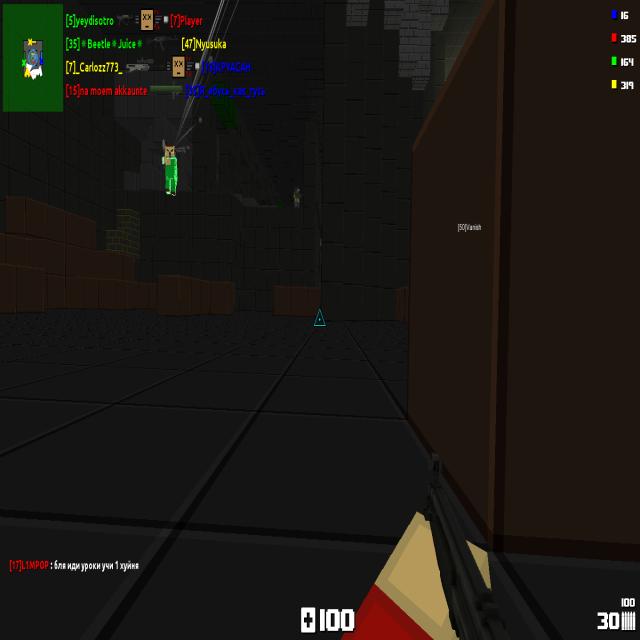 [5]yeydisotro [7]Player
[35]*Beetle*Juice* [47]Nyusuka
[7]_Carlozz773_
[15]na moem akkaunte
16
385
164
319
[50]Vanish
[17]L1MPOP : бля иди уроки учи 1 хуйня
100
100
30